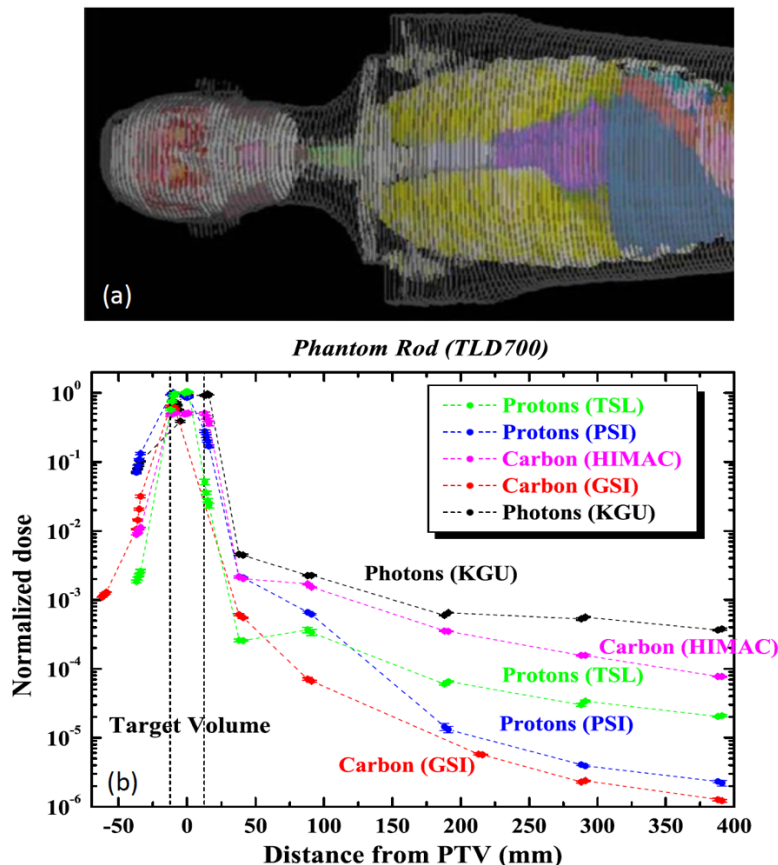 (a)
Phantom Rod (TLD700)
10^0
10^-1
10^-2
10^-3
10^-4
10^-5
10^-6
Normalized dose
Protons (TSL)
Protons (PSI)
Carbon (HIMAC)
Carbon (GSI)
Photons (KGU)
Photons (KGU)
Carbon (HIMAC)
Protons (TSL)
Target Volume
Protons (PSI)
Carbon (GSI)
(b)
-50 0 50 100 150 200 250 300 350 400
Distance from PTV (mm)